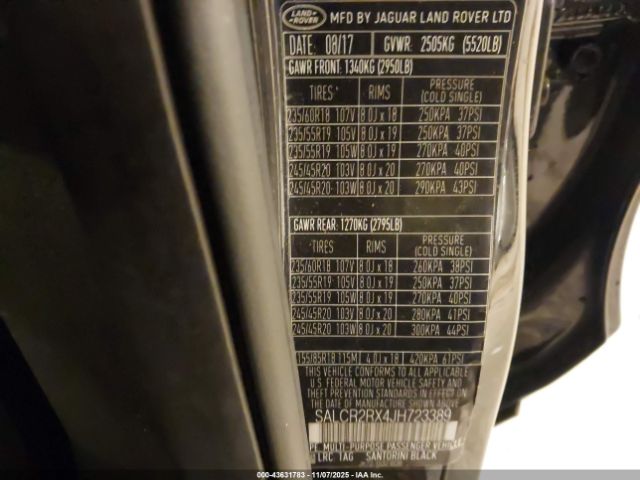 LAND ROVER MFD BY JAGUAR LAND ROVER LTD
DATE: 08/17 GVWR: 2505KG (5520LB)
GAWR FRONT: 1340KG (2950LB)
TIRES RIMS PRESSURE (COLD SINGLE)
235/60R18 107V 8.0J x 18 250KPA 37PSI
235/55R19 105V 8.0J x 19 250KPA 37PSI
235/55R19 105W 8.0J x 19 270KPA 40PSI
245/45R20 103V 8.0J x 20 270KPA 40PSI
245/45R20 103W 8.0J x 20 290KPA 43PSI
GAWR REAR: 1270KG (2795LB)
TIRES RIMS PRESSURE (COLD SINGLE)
235/60R18 107V 8.0J x 18 260KPA 38PSI
235/55R19 105V 8.0J x 19 250KPA 37PSI
235/55R19 105W 8.0J x 19 270KPA 40PSI
245/45R20 103V 8.0J x 20 280KPA 41PSI
245/45R20 103W 8.0J x 20 300KPA 44PSI
155/85R18 115M 4.0J x 18 420KPA 61PSI
THIS VEHICLE CONFORMS TO ALL APPLICABLE
U.S. FEDERAL MOTOR VEHICLE SAFETY AND
THEFT PREVENTION STANDARDS IN EFFECT ON
THE DATE OF MANUFACTURE SHOWN ABOVE.
SALCR2RX4JH723389
MULTI-PURPOSE PASSENGER
LRC 1AG SANTORINI BLACK
IAA Stock#: 43631783 - 11/07/2025 - IAAI.COM